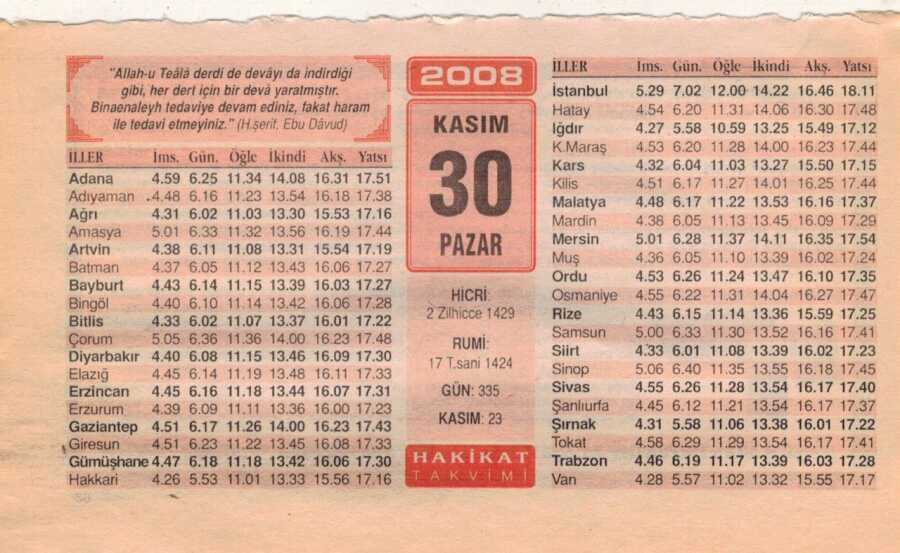 "Allah-u Teâlâ derdi de devâyı da indirdiği
gibi, her dert için bir devâ yaratmıştır.
Binaenaleyh tedaviye devam ediniz, fakat haram
ile tedavi etmeyiniz." (H.şerif, Ebu Dâvud)
İLLER İms. Gün. Öğle İkindi Akş. Yatsı
Adana 4.59 6.25 11.34 14.08 16.31 17.51
Adıyaman 4.48 6.16 11.23 13.54 16.18 17.38
Ağrı 4.31 6.02 11.03 13.30 15.53 17.16
Amasya 5.01 6.33 11.32 13.56 16.19 17.44
Artvin 4.38 6.11 11.08 13.31 15.54 17.19
Batman 4.37 6.05 11.12 13.43 16.06 17.27
Bayburt 4.43 6.14 11.15 13.39 16.03 17.27
Bingöl 4.40 6.10 11.14 13.42 16.06 17.28
Bitlis 4.33 6.02 11.07 13.37 16.01 17.22
Çorum 5.05 6.36 11.36 14.00 16.23 17.48
Diyarbakır 4.40 6.08 11.15 13.46 16.09 17.30
Elazığ 4.45 6.14 11.19 13.48 16.11 17.33
Erzincan 4.45 6.16 11.18 13.44 16.07 17.31
Erzurum 4.39 6.09 11.11 13.36 16.00 17.23
Gaziantep 4.51 6.17 11.26 14.00 16.23 17.43
Giresun 4.51 6.23 11.22 13.45 16.08 17.33
Gümüşhane 4.47 6.18 11.18 13.42 16.06 17.30
Hakkari 4.26 5.53 11.01 13.33 15.56 17.16
2008
KASIM
30
PAZAR
HİCRİ:
2 Zilhicce 1429
RUMİ:
17 T.sani 1424
GÜN: 335
KASIM: 23
HAKİKAT
TAKVİMİ
İLLER İms. Gün. Öğle İkindi Akş. Yatsı
İstanbul 5.29 7.02 12.00 14.22 16.46 18.11
Hatay 4.54 6.20 11.31 14.06 16.30 17.48
Iğdır 4.27 5.58 10.59 13.25 15.49 17.12
K.Maraş 4.53 6.20 11.28 14.00 16.23 17.44
Kars 4.32 6.04 11.03 13.27 15.50 17.15
Kilis 4.51 6.17 11.27 14.01 16.25 17.44
Malatya 4.48 6.17 11.22 13.53 16.16 17.37
Mardin 4.38 6.05 11.13 13.45 16.09 17.29
Mersin 5.01 6.28 11.37 14.11 16.35 17.54
Muş 4.36 6.05 11.10 13.39 16.02 17.24
Ordu 4.53 6.26 11.24 13.47 16.10 17.35
Osmaniye 4.55 6.22 11.31 14.04 16.27 17.47
Rize 4.43 6.15 11.14 13.36 15.59 17.25
Samsun 5.00 6.33 11.30 13.52 16.16 17.41
Siirt 4.33 6.01 11.08 13.39 16.02 17.23
Sinop 5.06 6.40 11.35 13.55 16.18 17.45
Sivas 4.55 6.26 11.28 13.54 16.17 17.40
Şanlıurfa 4.45 6.12 11.21 13.54 16.17 17.37
Şırnak 4.31 5.58 11.06 13.38 16.01 17.22
Tokat 4.58 6.29 11.29 13.54 16.17 17.41
Trabzon 4.46 6.19 11.17 13.39 16.03 17.28
Van 4.28 5.57 11.02 13.32 15.55 17.17